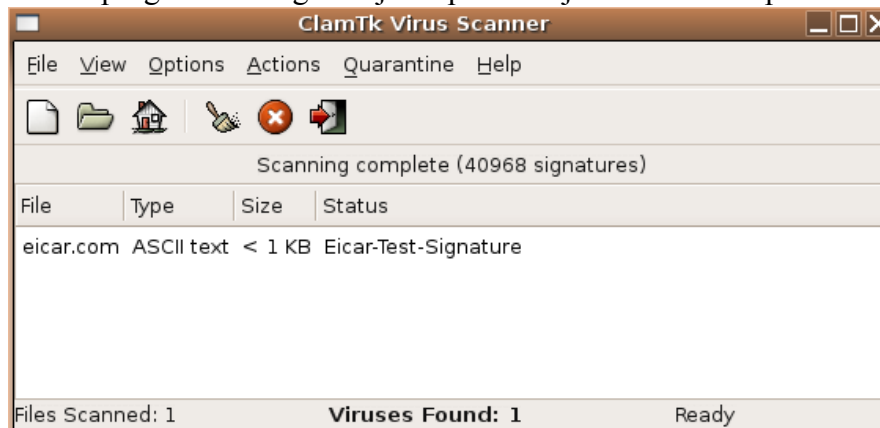 ClamTk Virus Scanner
File View Options Actions Quarantine Help
Scanning complete (40968 signatures)
File Type Size Status
eicar.com ASCII text < 1 KB Eicar-Test-Signature
Files Scanned: 1 Viruses Found: 1 Ready